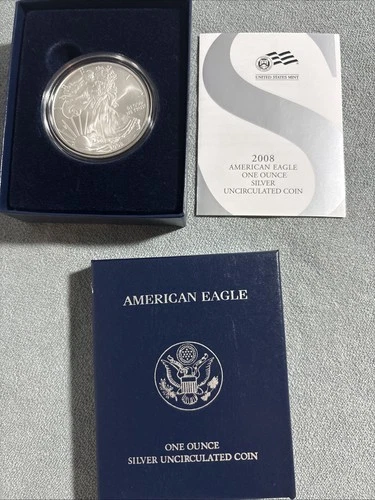 UNITED STATES MINT
2008
AMERICAN EAGLE
ONE OUNCE
SILVER
UNCIRCULATED COIN
AMERICAN EAGLE
ONE OUNCE
SILVER UNCIRCULATED COIN